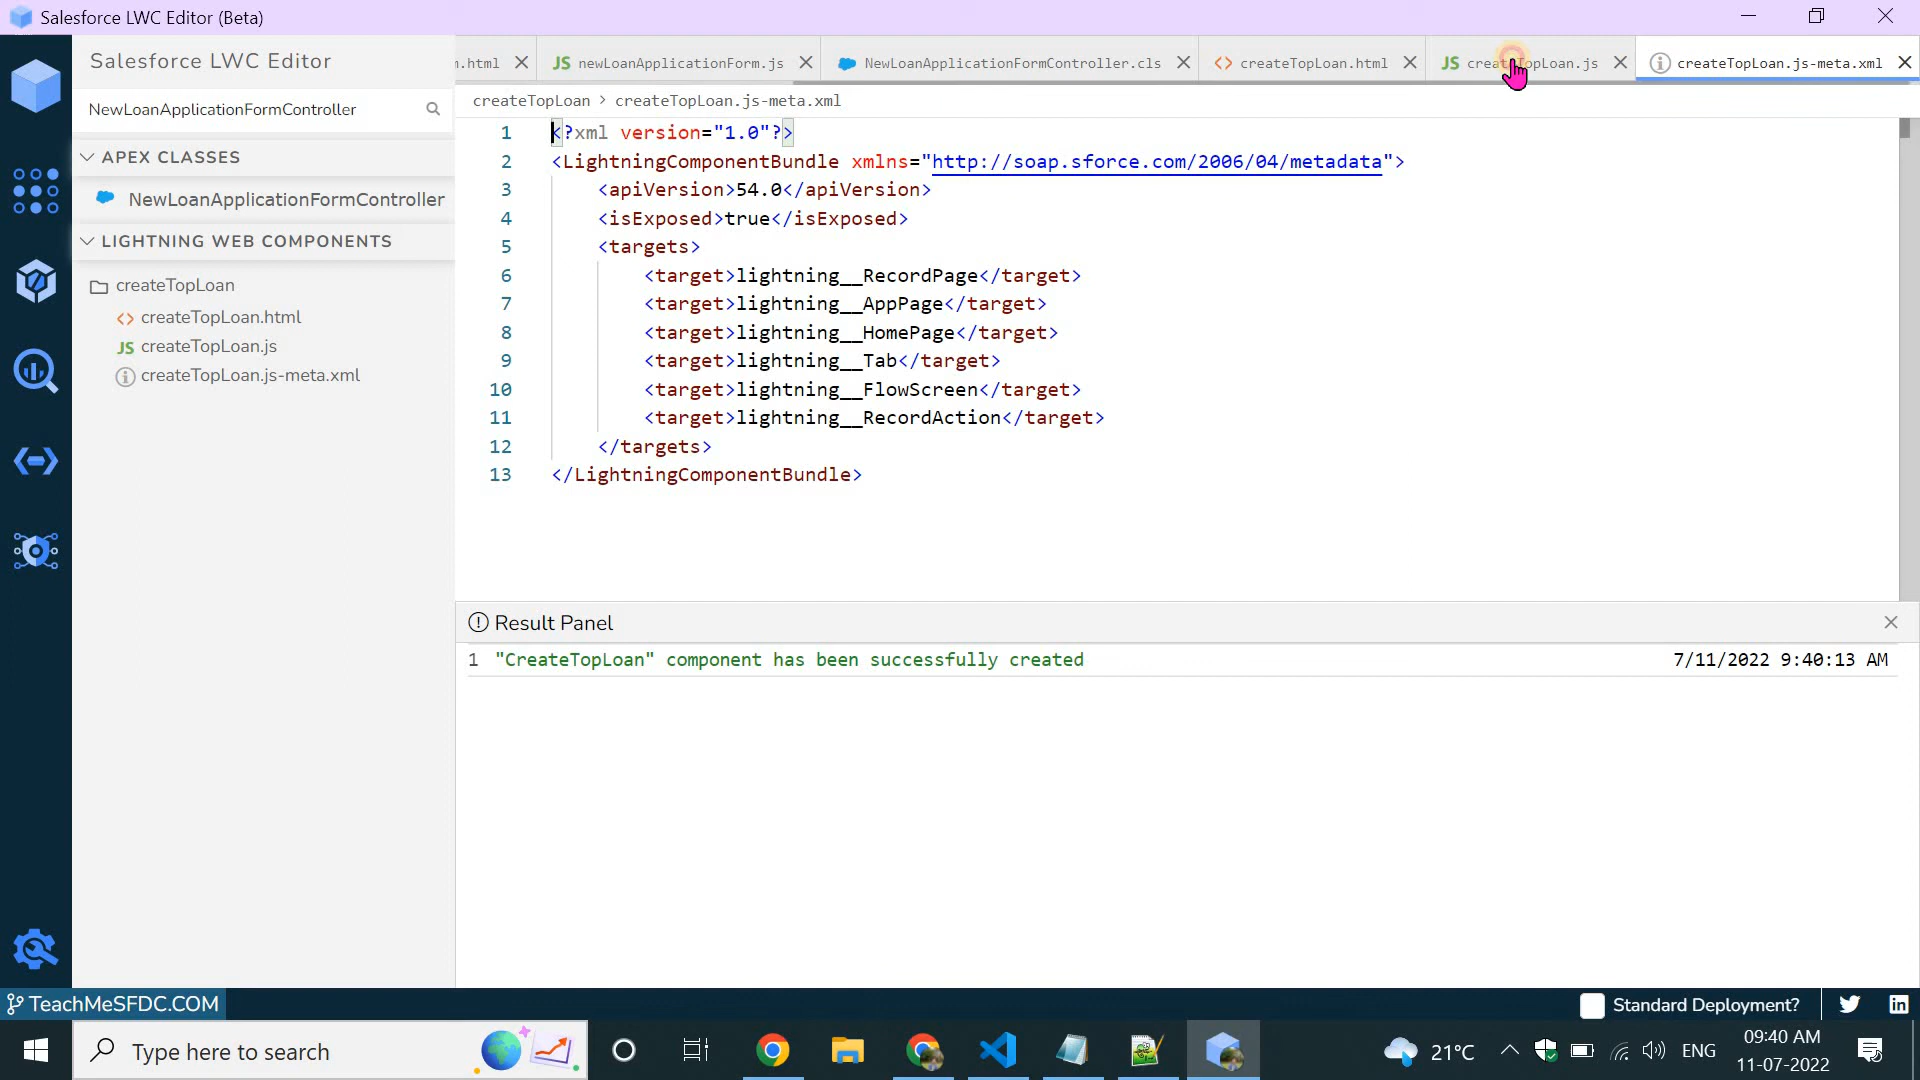 Salesforce LWC Editor (Beta)
Salesforce LWC Editor
.html
newLoanApplicationForm.js
NewLoanApplicationFormController.cls
createTopLoan.html
createTopLoan.js
createTopLoan.js-meta.xml
NewLoanApplicationFormController
createTopLoan > createTopLoan.js-meta.xml
APEX CLASSES
NewLoanApplicationFormController
LIGHTNING WEB COMPONENTS
createTopLoan
createTopLoan.html
createTopLoan.js
createTopLoan.js-meta.xml
1 <?xml version="1.0"?>
2 <LightningComponentBundle xmlns="http://soap.sforce.com/2006/04/metadata">
3 <apiVersion>54.0</apiVersion>
4 <isExposed>true</isExposed>
5 <targets>
6 <target>lightning__RecordPage</target>
7 <target>lightning__AppPage</target>
8 <target>lightning__HomePage</target>
9 <target>lightning__Tab</target>
10 <target>lightning__FlowScreen</target>
11 <target>lightning__RecordAction</target>
12 </targets>
13 </LightningComponentBundle>
Result Panel
1 "CreateTopLoan" component has been successfully created 7/11/2022 9:40:13 AM
TeachMeSFDC.COM
Standard Deployment?
Type here to search
21°C
ENG
09:40 AM
11-07-2022